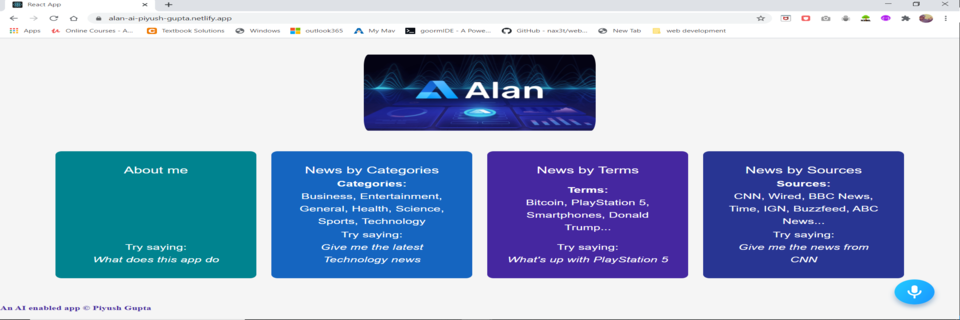 React App
alan-ai-piyush-gupta.netlify.app
Apps
Online Courses - A...
Textbook Solutions
Windows
outlook365
My Mav
goormIDE - A Powe...
GitHub - nax3t/web...
New Tab
web development
Alan
About me
Try saying:
What does this app do
News by Categories
Categories:
Business, Entertainment,
General, Health, Science,
Sports, Technology
Try saying:
Give me the latest
Technology news
News by Terms
Terms:
Bitcoin, PlayStation 5,
Smartphones, Donald
Trump...
Try saying:
What's up with PlayStation 5
News by Sources
Sources:
CNN, Wired, BBC News,
Time, IGN, Buzzfeed, ABC
News...
Try saying:
Give me the news from
CNN
An AI enabled app © Piyush Gupta